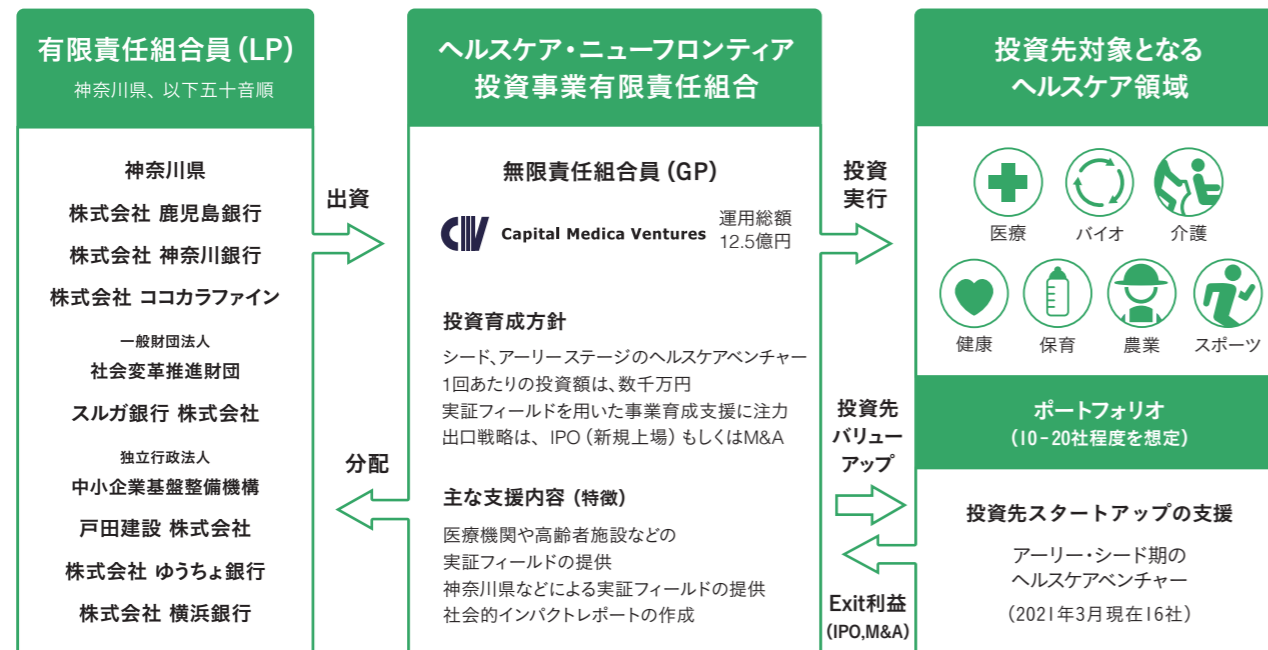 有限責任組合員(LP)
神奈川県、以下五十音順
神奈川県
株式会社 鹿児島銀行
株式会社 神奈川銀行
株式会社 ココカラファイン
一般財団法人
社会変革推進財団
スルガ銀行 株式会社
独立行政法人
中小企業基盤整備機構
戸田建設 株式会社
株式会社 ゆうちょ銀行
株式会社 横浜銀行
出資
分配
ヘルスケア・ニューフロンティア
投資事業有限責任組合
無限責任組合員(GP)
CMV Capital Medica Ventures
運用総額
12.5億円
投資育成方針
シード、アーリーステージのヘルスケアベンチャー
1回あたりの投資額は、数千万円
実証フィールドを用いた事業育成支援に注力
出口戦略は、IPO(新規上場)もしくはM&A
主な支援内容(特徴)
医療機関や高齢者施設などの
実証フィールドの提供
神奈川県などによる実証フィールドの提供
社会的インパクトレポートの作成
投資
実行
投資先
バリュー
アップ
Exit利益
(IPO,M&A)
投資先対象となる
ヘルスケア領域
医療 バイオ 介護
健康 保育 農業 スポーツ
ポートフォリオ
(10-20社程度を想定)
投資先スタートアップの支援
アーリー・シード期の
ヘルスケアベンチャー
(2021年3月現在16社)